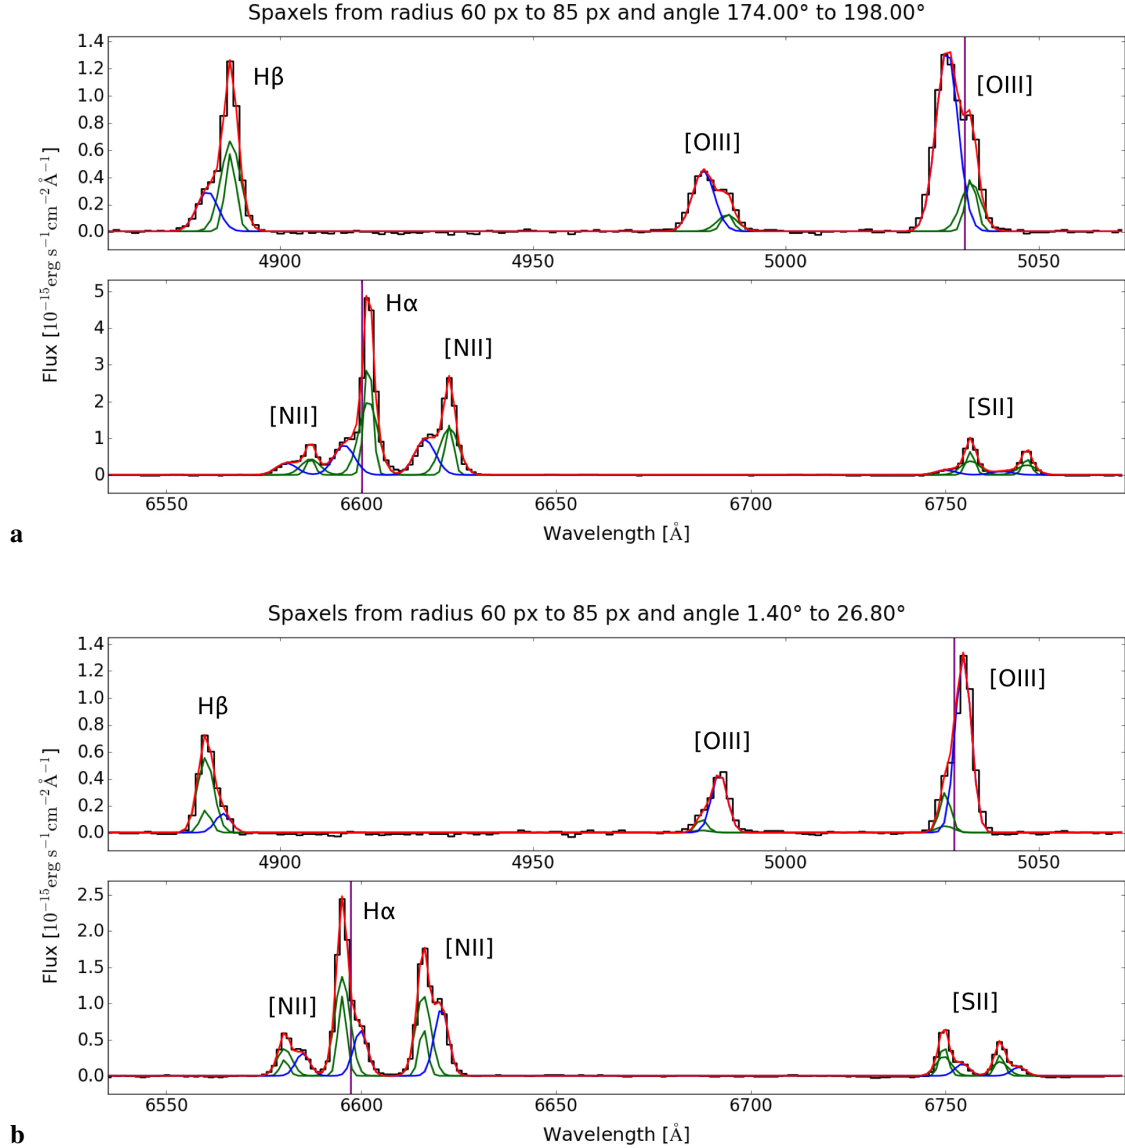 Spaxels from radius 60 px to 85 px and angle 174.00° to 198.00°
1.4
1.2
1.0
0.8
0.6
0.4
0.2
0.0
Hβ
[OIII]
[OIII]
4900
4950
5000
5050
5
4
3
2
1
0
[NII]
Hα
[NII]
[SII]
6550
6600
6650
6700
6750
Flux [10⁻¹⁵erg s⁻¹cm⁻²Å⁻¹]
Wavelength [Å]
a
Spaxels from radius 60 px to 85 px and angle 1.40° to 26.80°
1.4
1.2
1.0
0.8
0.6
0.4
0.2
0.0
Hβ
[OIII]
[OIII]
4900
4950
5000
5050
2.5
2.0
1.5
1.0
0.5
0.0
[NII]
Hα
[NII]
[SII]
6550
6600
6650
6700
6750
Flux [10⁻¹⁵erg s⁻¹cm⁻²Å⁻¹]
Wavelength [Å]
b